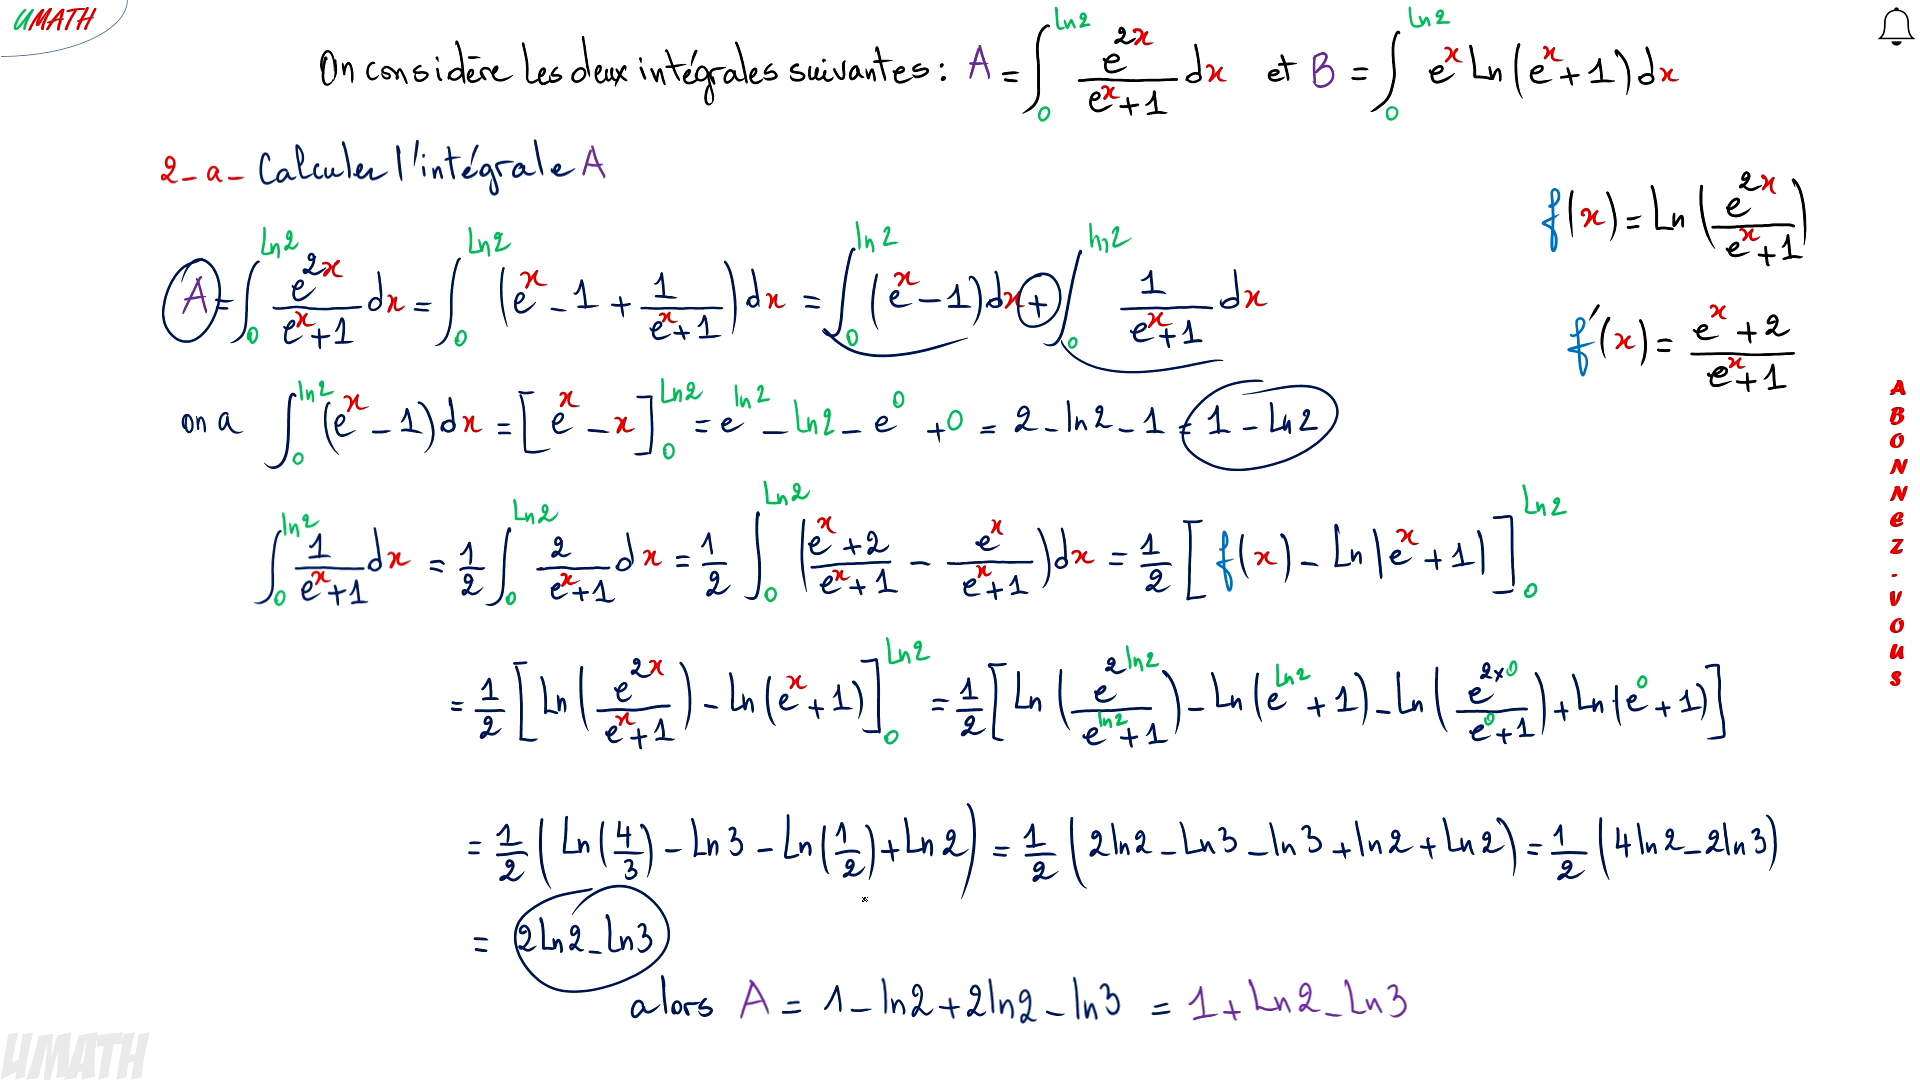 UMATH
On considère les deux intégrales suivantes : A = ∫₀^{ln2} e^{2x}/(e^x+1) dx et B = ∫₀^{ln2} e^x ln(e^x+1) dx
2-a- Calculer l'intégrale A
f(x) = ln(e^{2x}/(e^x+1))
A = ∫₀^{ln2} e^{2x}/(e^x+1) dx = ∫₀^{ln2} (e^x - 1 + 1/(e^x+1)) dx = ∫₀^{ln2} (e^x - 1) dx + ∫₀^{ln2} 1/(e^x+1) dx
f'(x) = (e^x+2)/(e^x+1)
on a ∫₀^{ln2} (e^x - 1) dx = [e^x - x]₀^{ln2} = e^{ln2} - ln2 - e^0 + 0 = 2 - ln2 - 1 = 1 - ln2
∫₀^{ln2} 1/(e^x+1) dx = 1/2 ∫₀^{ln2} 2/(e^x+1) dx = 1/2 ∫₀^{ln2} ((e^x+2)/(e^x+1) - e^x/(e^x+1)) dx = 1/2 [f(x) - ln|e^x+1|]₀^{ln2}
= 1/2 [ln(e^{2x}/(e^x+1)) - ln(e^x+1)]₀^{ln2} = 1/2 [ln(e^{2ln2}/(e^{ln2}+1)) - ln(e^{ln2}+1) - ln(e^{2×0}/(e^0+1)) + ln(e^0+1)]
= 1/2 (ln(4/3) - ln3 - ln(1/2) + ln2) = 1/2 (2ln2 - ln3 - ln3 + ln2 + ln2) = 1/2 (4ln2 - 2ln3)
= 2ln2 - ln3
alors A = 1 - ln2 + 2ln2 - ln3 = 1 + ln2 - ln3
ABONNeZ.VOUS
UMATH